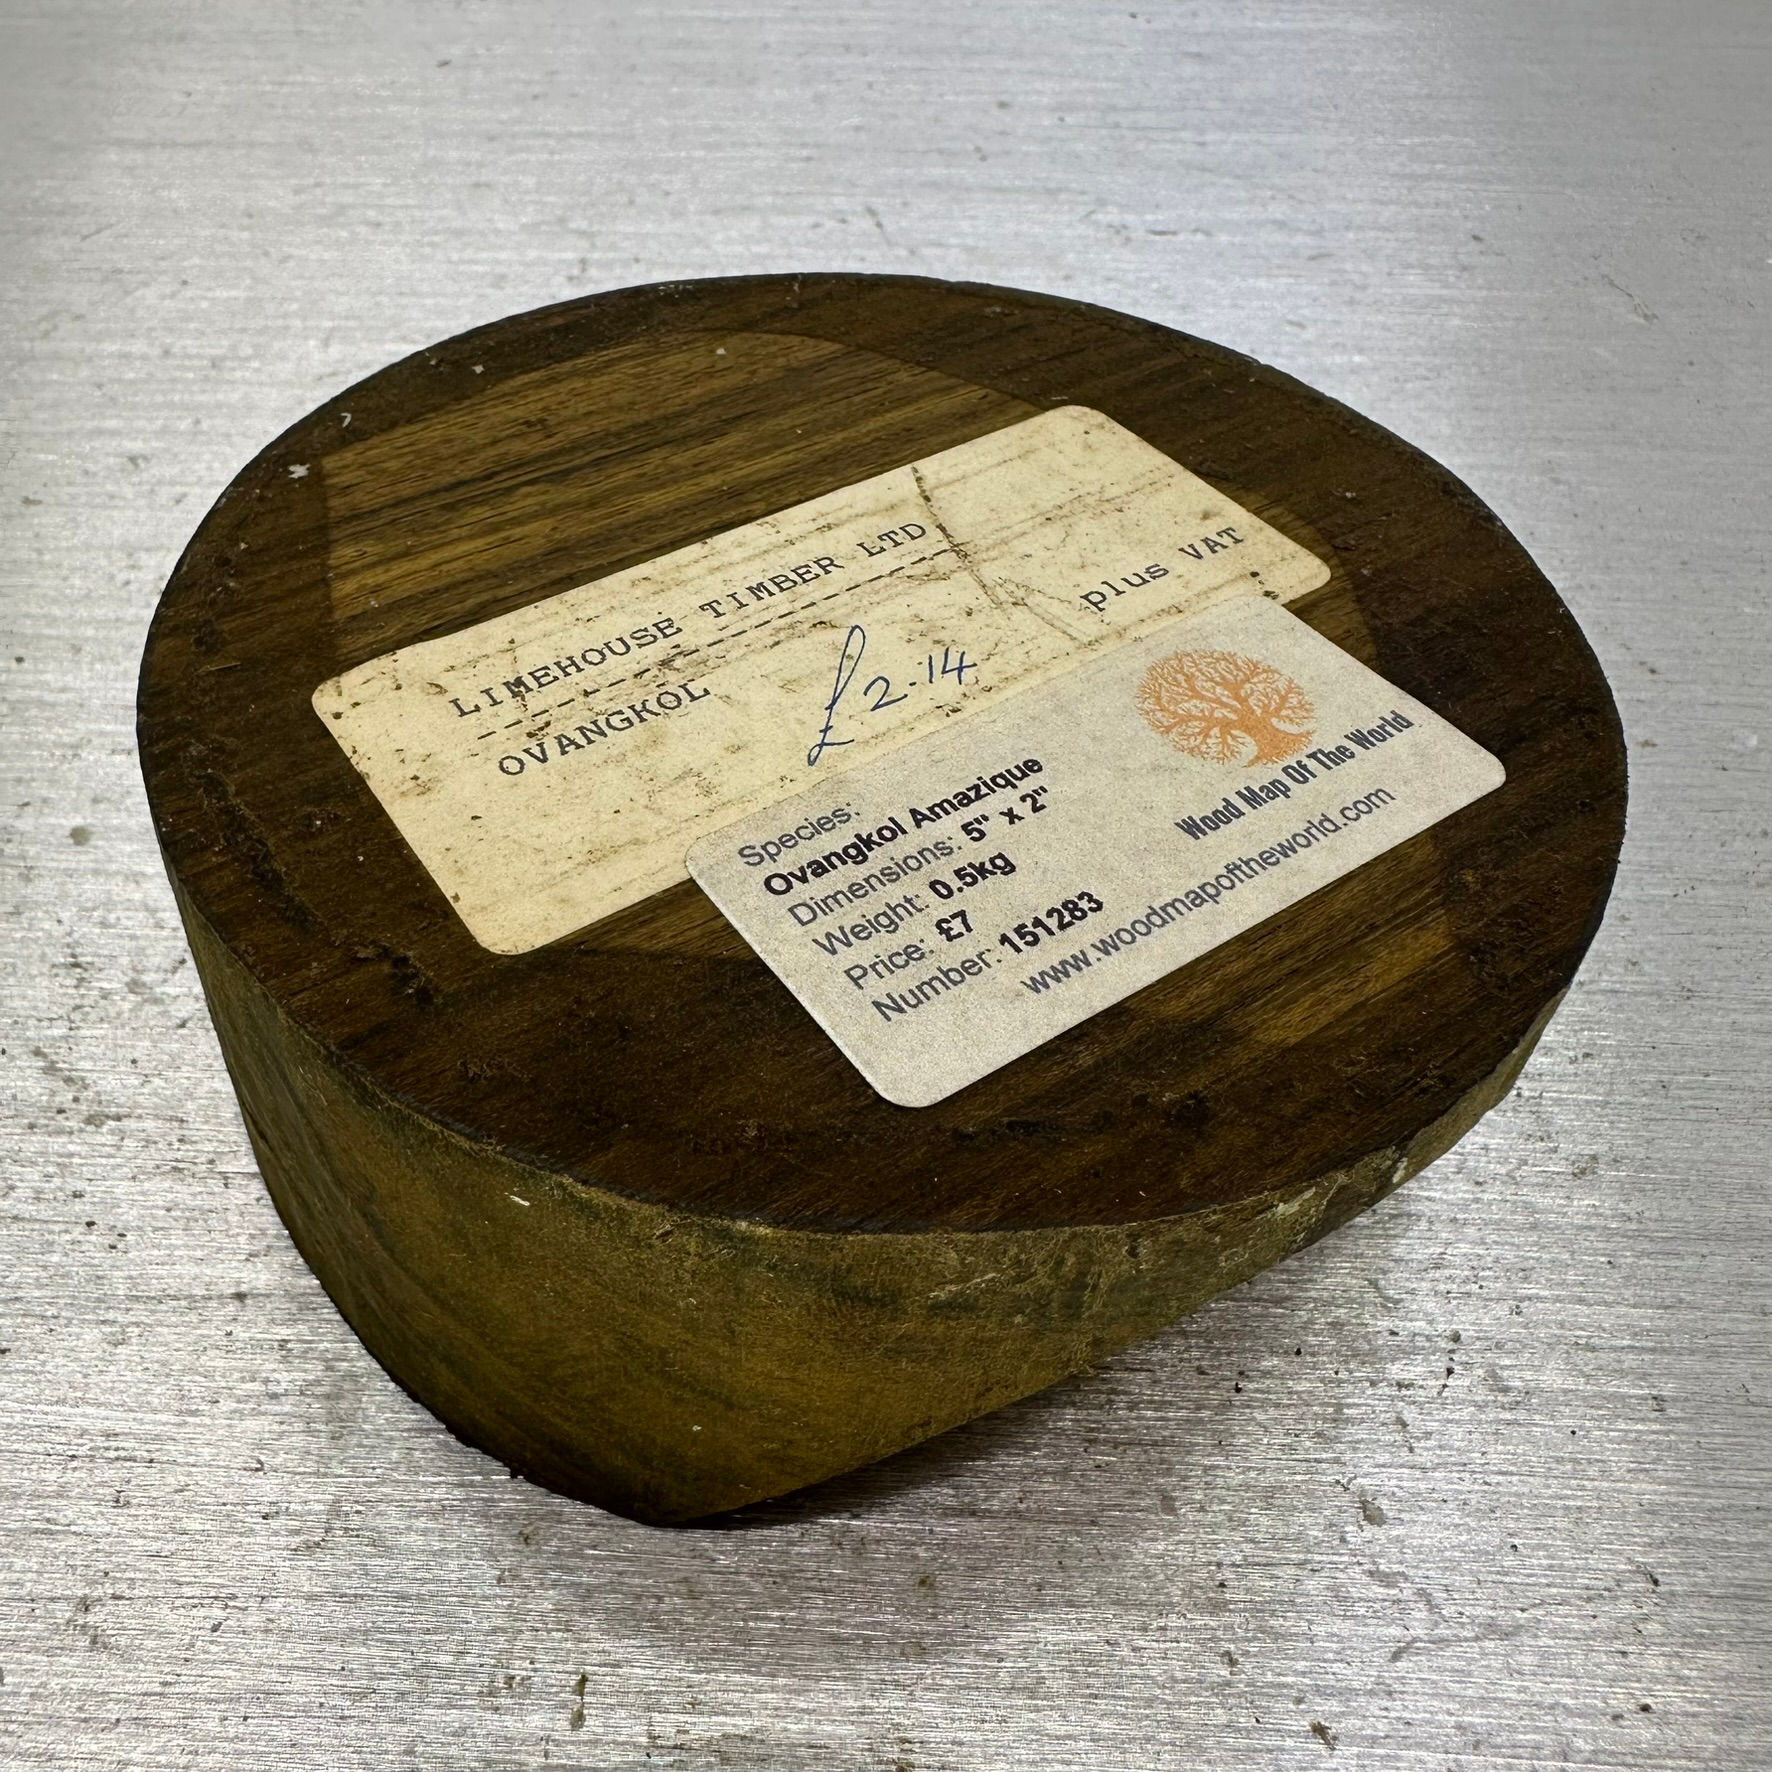 LIMEHOUSE TIMBER LTD
OVANGKOL
£2.14
plus VAT
Species:
Ovangkol Amazique
Dimensions: 5" x 2"
Weight: 0.5kg
Price: £7
Number: 151283
Wood Map Of The World
www.woodmapoftheworld.com